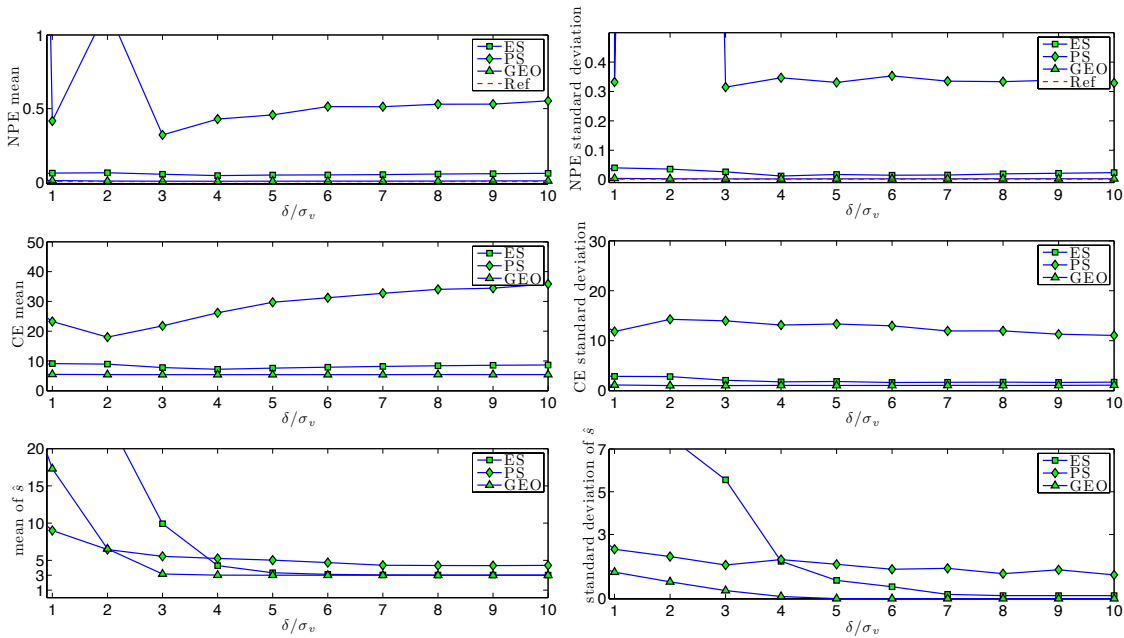 NPE mean
1
0.5
0
1 2 3 4 5 6 7 8 9 10
δ/σ_v
ES
PS
GEO
Ref
NPE standard deviation
0.4
0.3
0.2
0.1
0
1 2 3 4 5 6 7 8 9 10
δ/σ_v
ES
PS
GEO
Ref
CE mean
50
40
30
20
10
0
1 2 3 4 5 6 7 8 9 10
δ/σ_v
ES
PS
GEO
CE standard deviation
30
20
10
0
1 2 3 4 5 6 7 8 9 10
δ/σ_v
ES
PS
GEO
mean of ŝ
20
15
10
5
3
1
1 2 3 4 5 6 7 8 9 10
δ/σ_v
ES
PS
GEO
standard deviation of ŝ
7
5
3
0
1 2 3 4 5 6 7 8 9 10
δ/σ_v
ES
PS
GEO